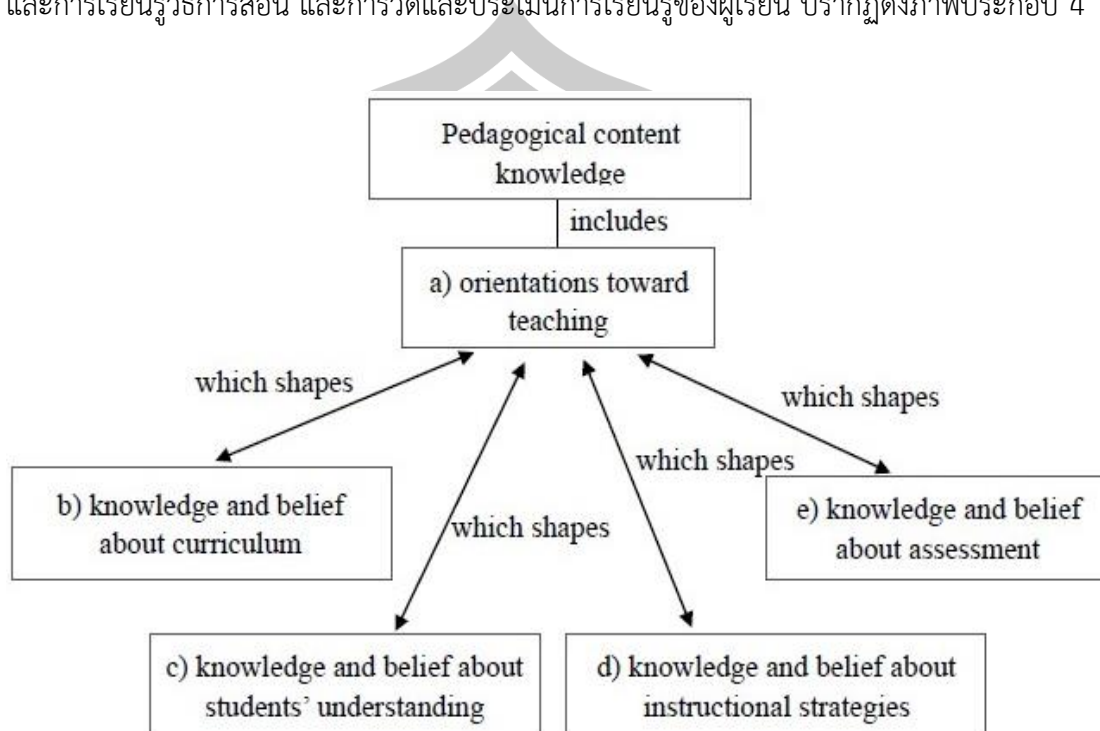 และการเรียนรู้วิธีการสอน และการวัดและประเมินการเรียนรู้ของผู้เรียน ปรากฏดังภาพประกอบ 4
Pedagogical content
knowledge
includes
a) orientations toward
teaching
which shapes
which shapes
which shapes
which shapes
b) knowledge and belief
about curriculum
e) knowledge and belief
about assessment
c) knowledge and belief about
students’ understanding
d) knowledge and belief about
instructional strategies